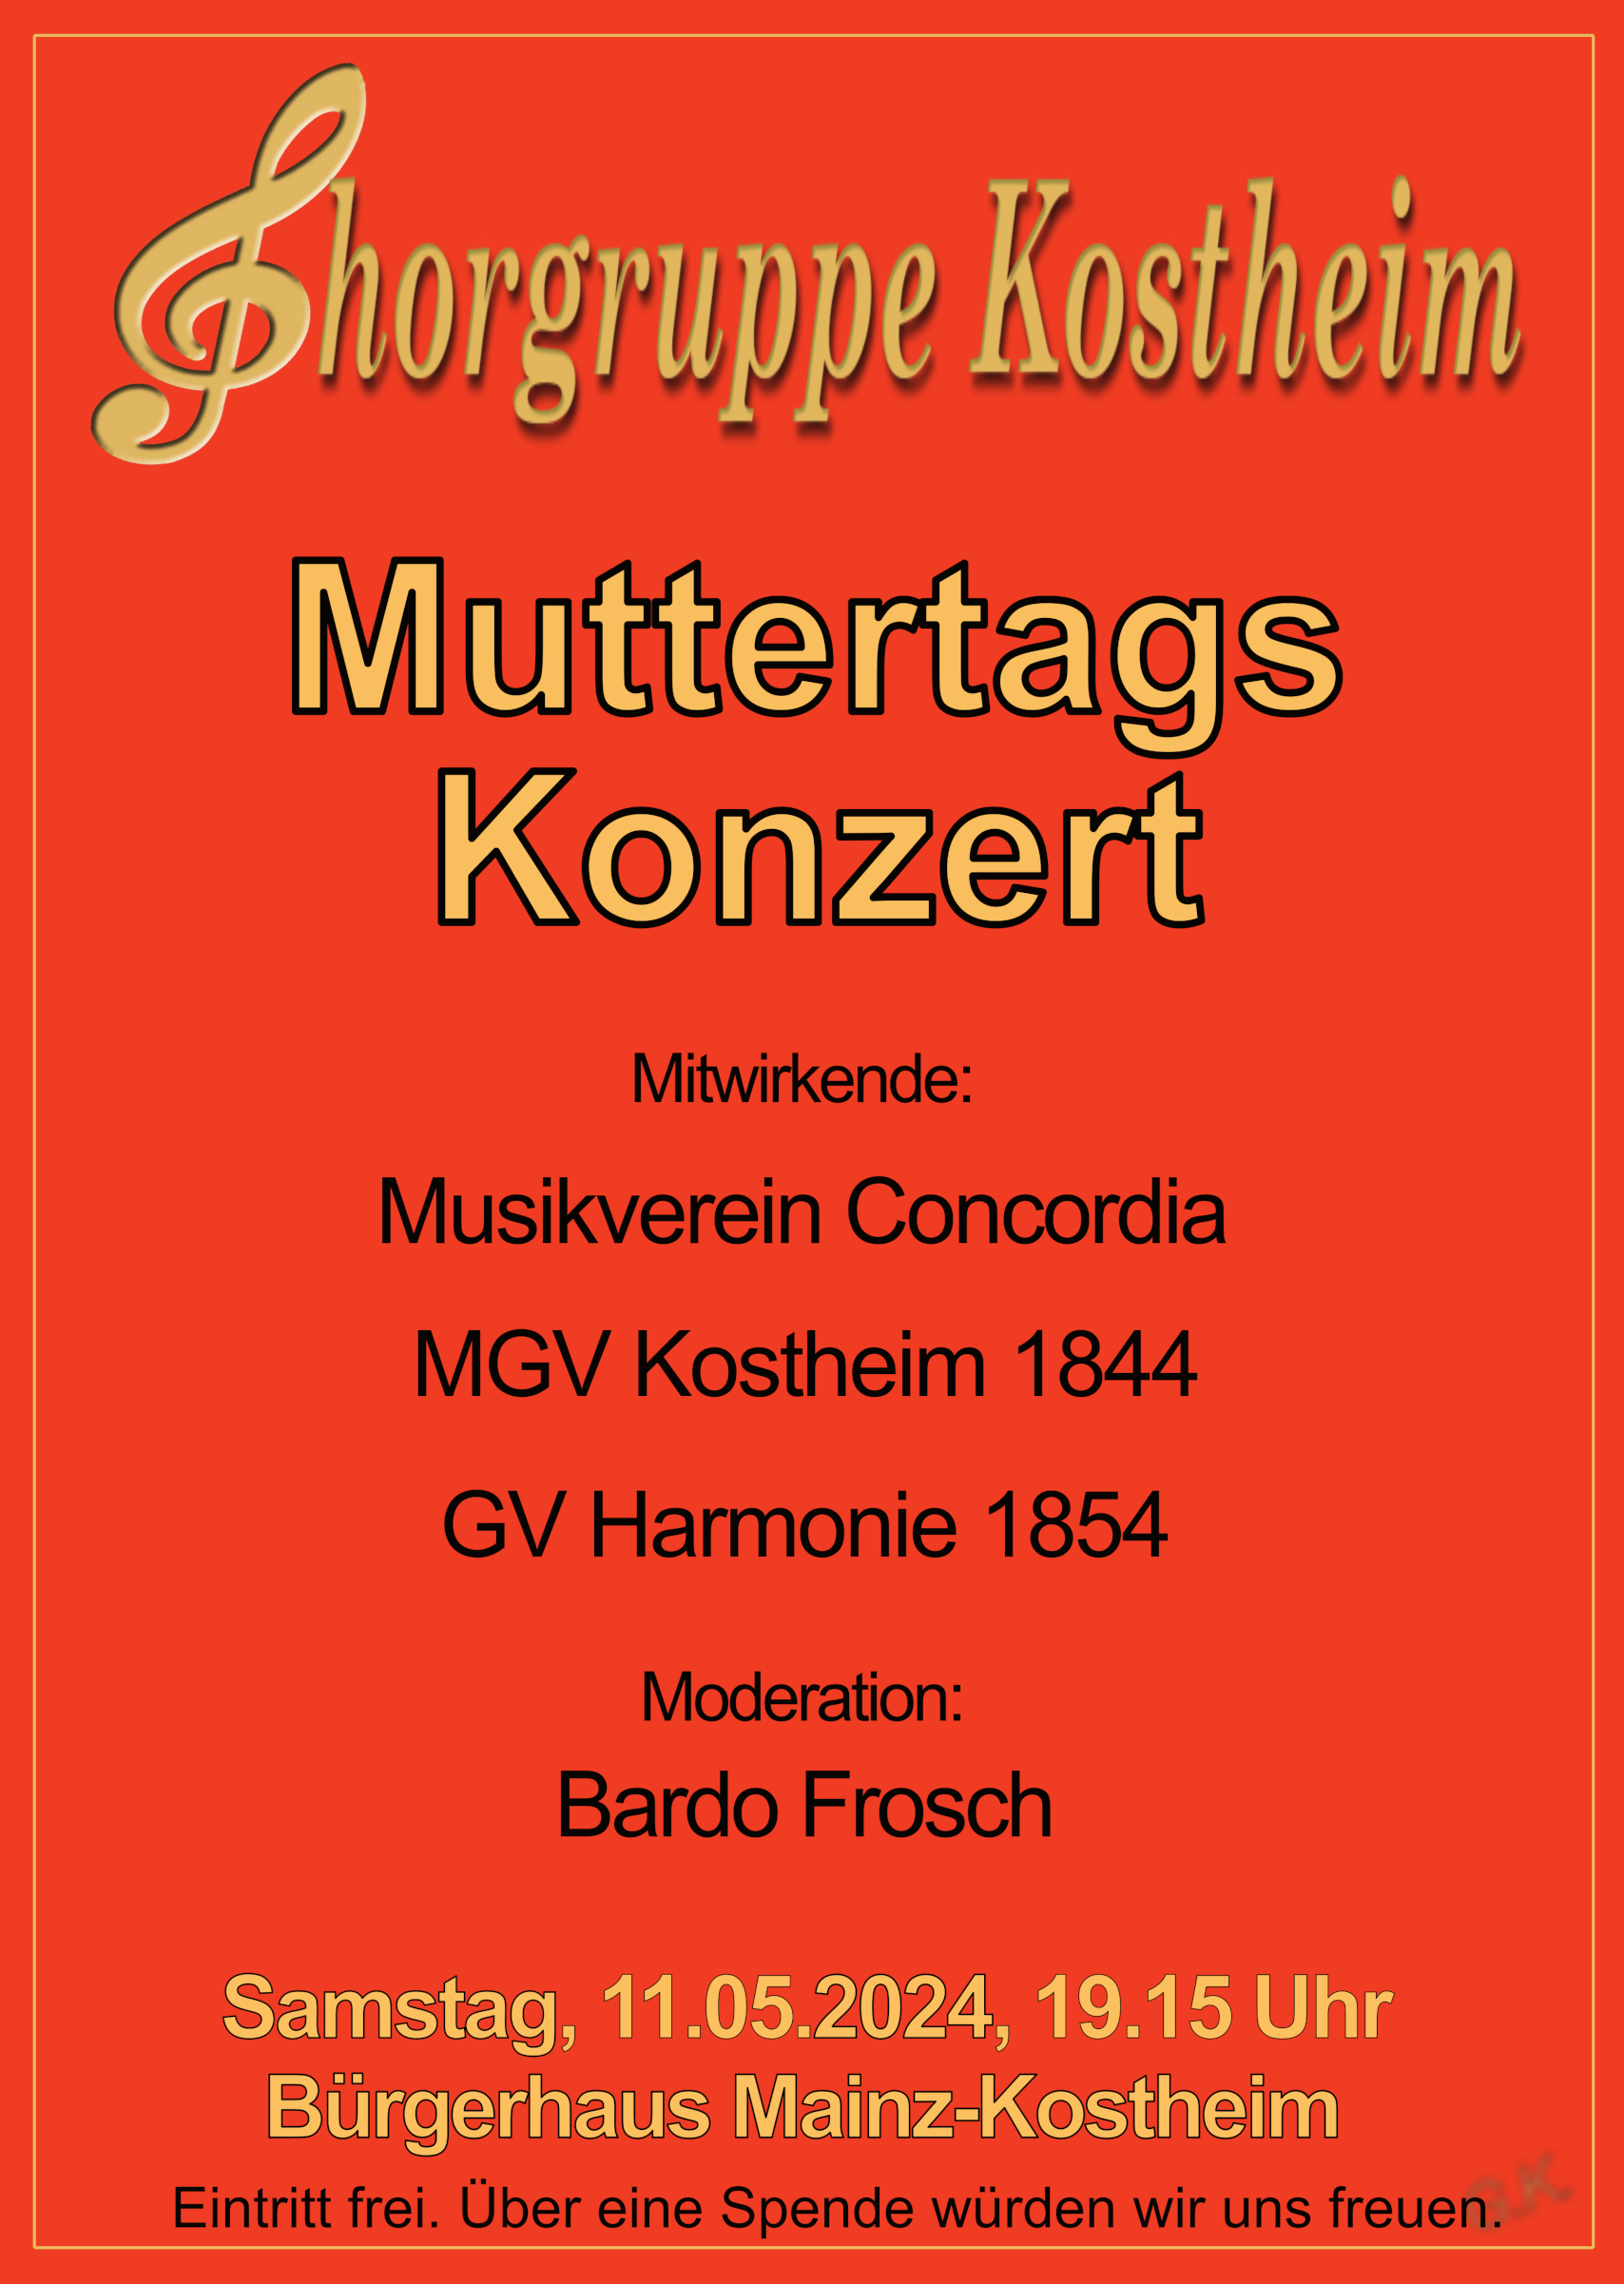 Chorgruppe Kostheim
Muttertags
Konzert
Mitwirkende:
Musikverein Concordia
MGV Kostheim 1844
GV Harmonie 1854
Moderation:
Bardo Frosch
Samstag, 11.05.2024, 19.15 Uhr
Bürgerhaus Mainz-Kostheim
Eintritt frei. Über eine Spende würden wir uns freuen.